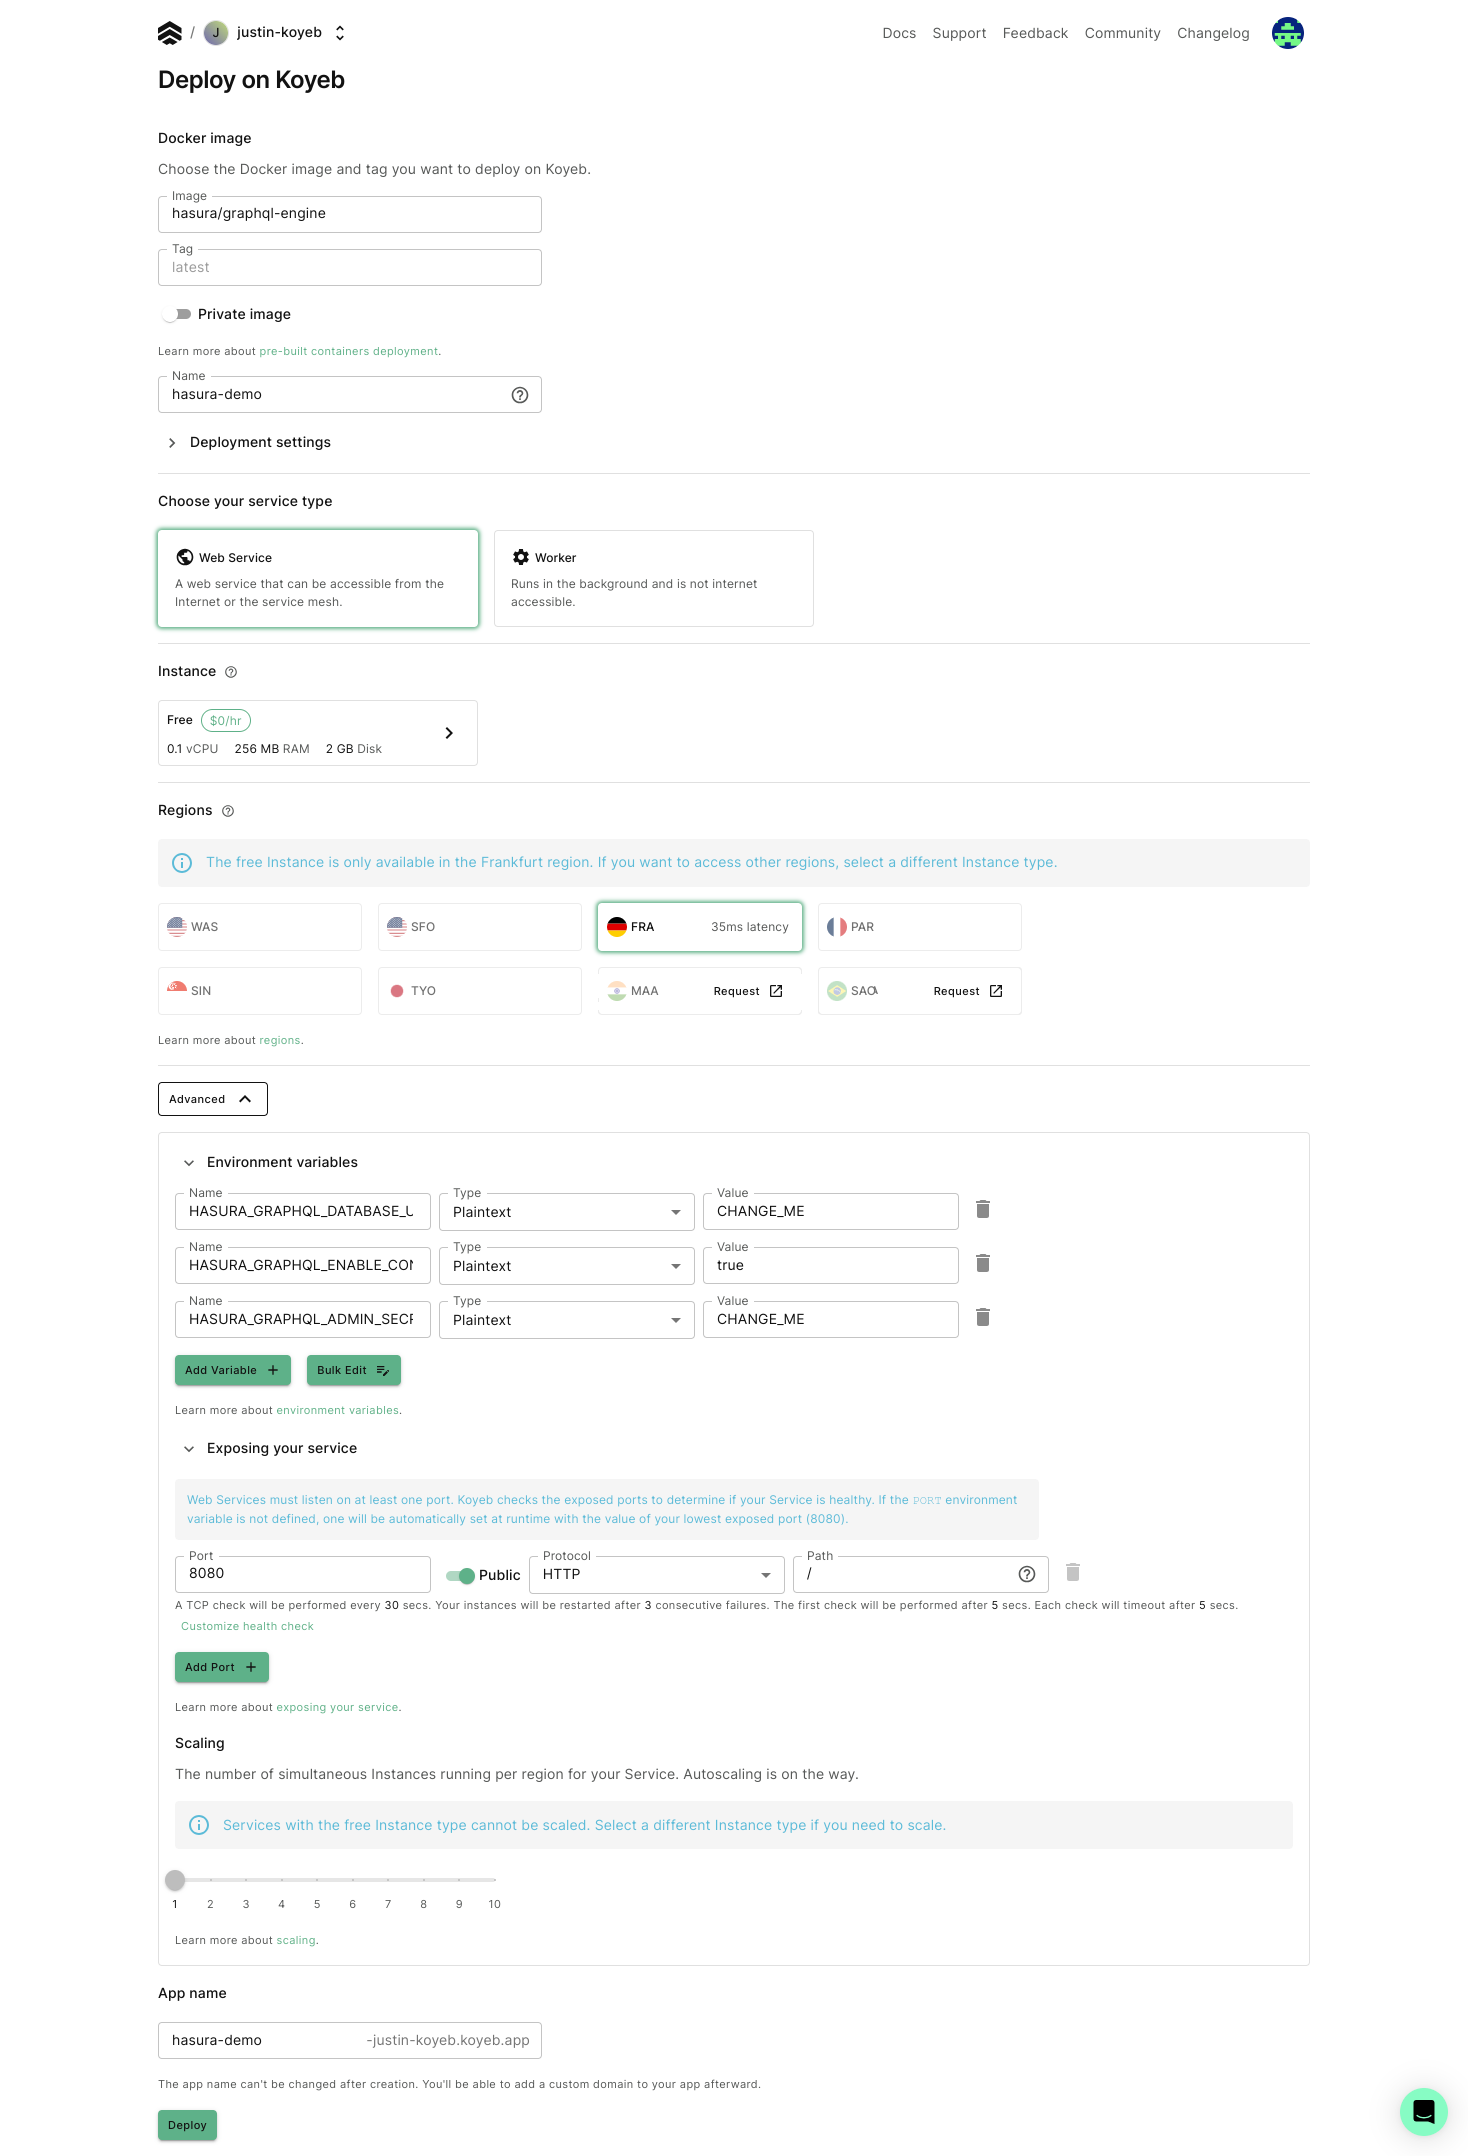 / J justin-koyeb Docs Support Feedback Community Changelog
Deploy on Koyeb
Docker image
Choose the Docker image and tag you want to deploy on Koyeb.
Image
hasura/graphql-engine
Tag
latest
Private image
Learn more about pre-built containers deployment.
Name
hasura-demo
Deployment settings
Choose your service type
Web Service
A web service that can be accessible from the
Internet or the service mesh.
Worker
Runs in the background and is not internet
accessible.
Instance
Free $0/hr
0.1 vCPU 256 MB RAM 2 GB Disk
Regions
The free Instance is only available in the Frankfurt region. If you want to access other regions, select a different Instance type.
WAS SFO FRA 35ms latency PAR
SIN TYO MAA Request SAO Request
Learn more about regions.
Advanced
Environment variables
Name Type Value
HASURA_GRAPHQL_DATABASE_U Plaintext CHANGE_ME
Name Type Value
HASURA_GRAPHQL_ENABLE_CON Plaintext true
Name Type Value
HASURA_GRAPHQL_ADMIN_SECR Plaintext CHANGE_ME
Add Variable + Bulk Edit
Learn more about environment variables.
Exposing your service
Web Services must listen on at least one port. Koyeb checks the exposed ports to determine if your Service is healthy. If the PORT environment
variable is not defined, one will be automatically set at runtime with the value of your lowest exposed port (8080).
Port Protocol Path
8080 Public HTTP /
A TCP check will be performed every 30 secs. Your instances will be restarted after 3 consecutive failures. The first check will be performed after 5 secs. Each check will timeout after 5 secs.
Customize health check
Add Port +
Learn more about exposing your service.
Scaling
The number of simultaneous Instances running per region for your Service. Autoscaling is on the way.
Services with the free Instance type cannot be scaled. Select a different Instance type if you need to scale.
1 2 3 4 5 6 7 8 9 10
Learn more about scaling.
App name
hasura-demo -justin-koyeb.koyeb.app
The app name can't be changed after creation. You'll be able to add a custom domain to your app afterward.
Deploy